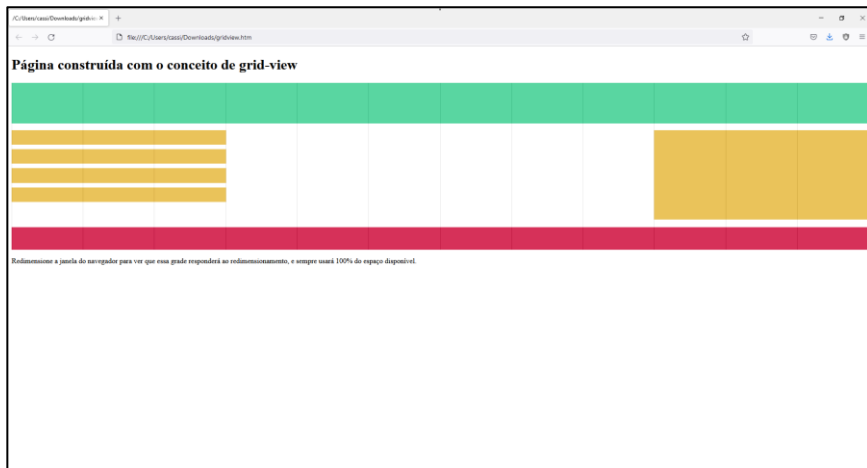 /C:/Users/cassi/Downloads/gridvie
file:///C:/Users/cassi/Downloads/gridview.htm
Página construída com o conceito de grid-view
Redimensione a janela do navegador para ver que essa grade responderá ao redimensionamento, e sempre usará 100% do espaço disponível.